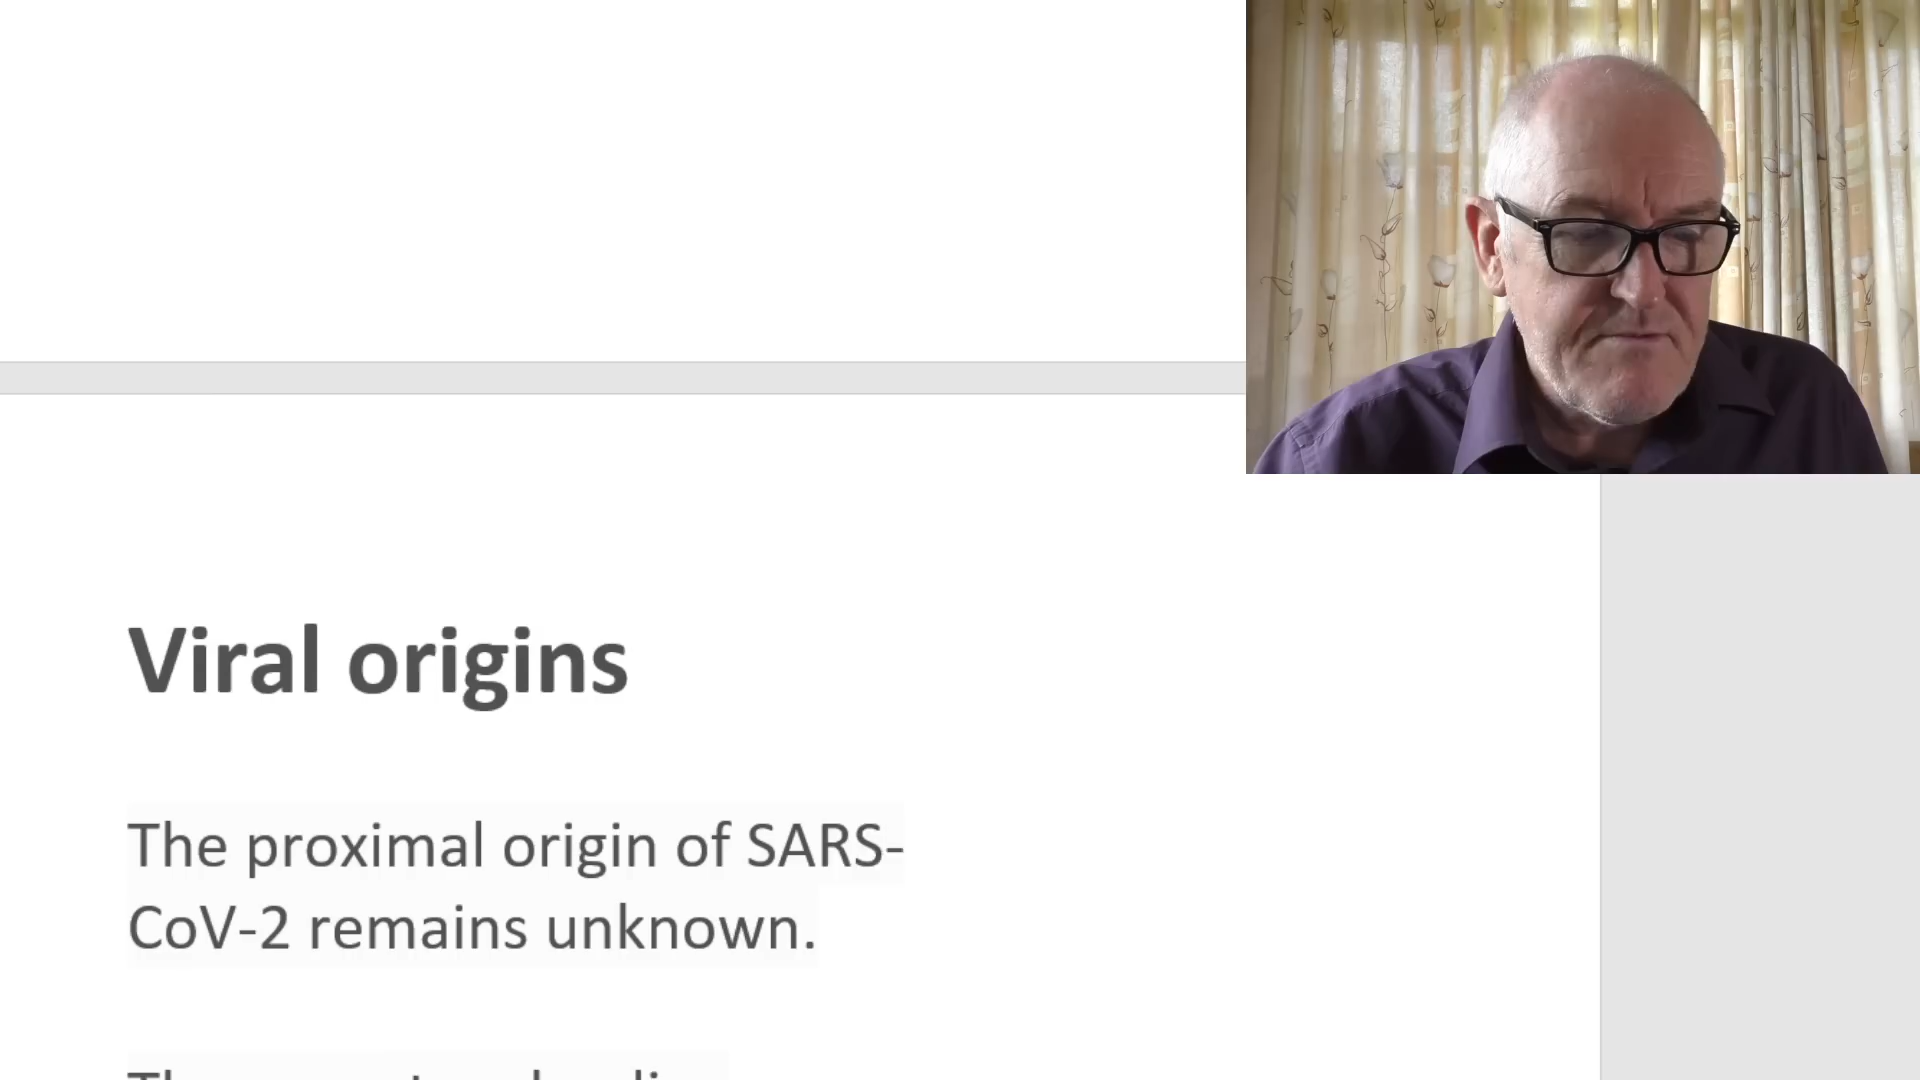 Viral origins
The proximal origin of SARS-
CoV-2 remains unknown.